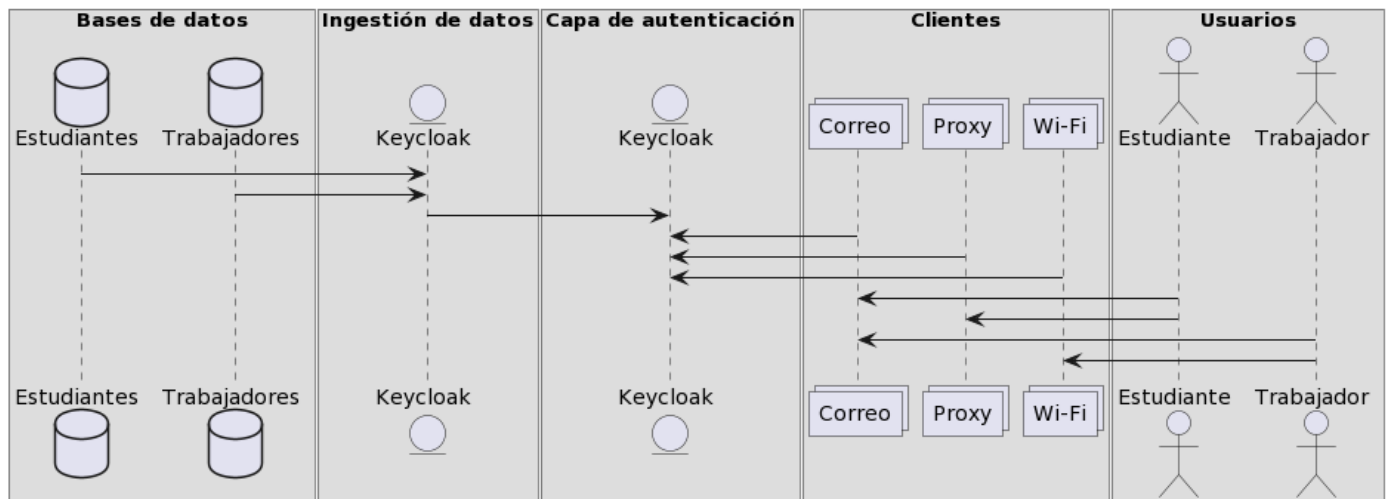 Bases de datos
Ingestión de datos
Capa de autenticación
Clientes
Usuarios
Estudiantes
Trabajadores
Keycloak
Keycloak
Correo
Proxy
Wi-Fi
Estudiante
Trabajador
Estudiantes
Trabajadores
Keycloak
Keycloak
Correo
Proxy
Wi-Fi
Estudiante
Trabajador